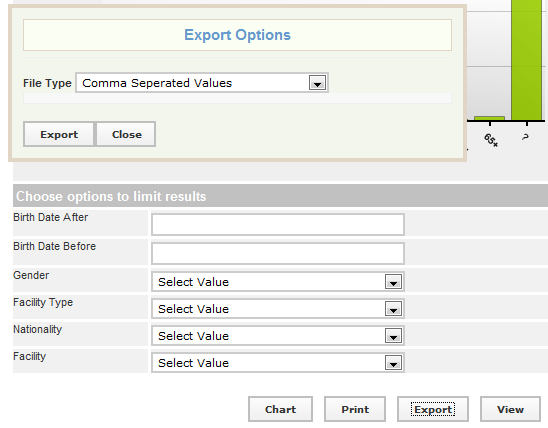 Export Options
File Type Comma Seperated Values
Export Close
65+ ?
Choose options to limit results
Birth Date After
Birth Date Before
Gender Select Value
Facility Type Select Value
Nationality Select Value
Facility Select Value
Chart Print Export View